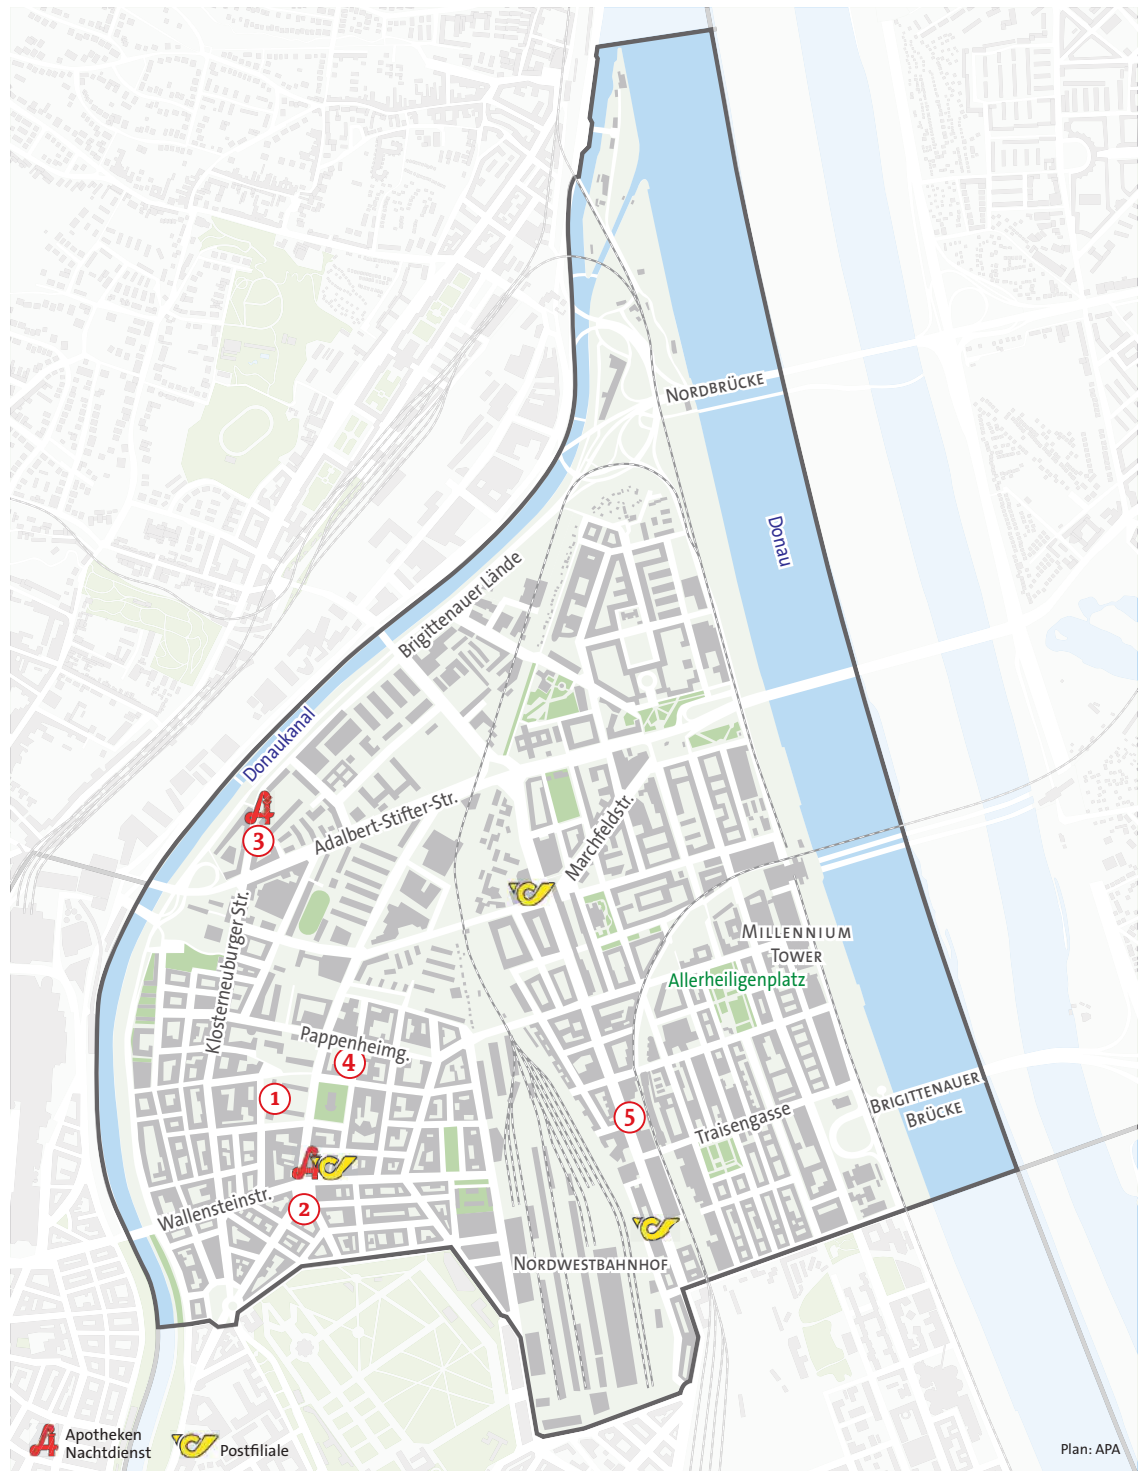 NORDBRÜCKE
Donau
Brigittenauer Lände
Donaukanal
3
Adalbert-Stifter-Str.
Marchfeldstr.
Klosterneuburger Str.
MILLENNIUM
TOWER
Allerheiligenplatz
Pappenheimg.
4
1
5
BRIGITTENAUER
BRÜCKE
Traisengasse
Wallensteinstr.
2
NORDWESTBAHNHOF
Apotheken
Nachtdienst
Postfiliale
Plan: APA